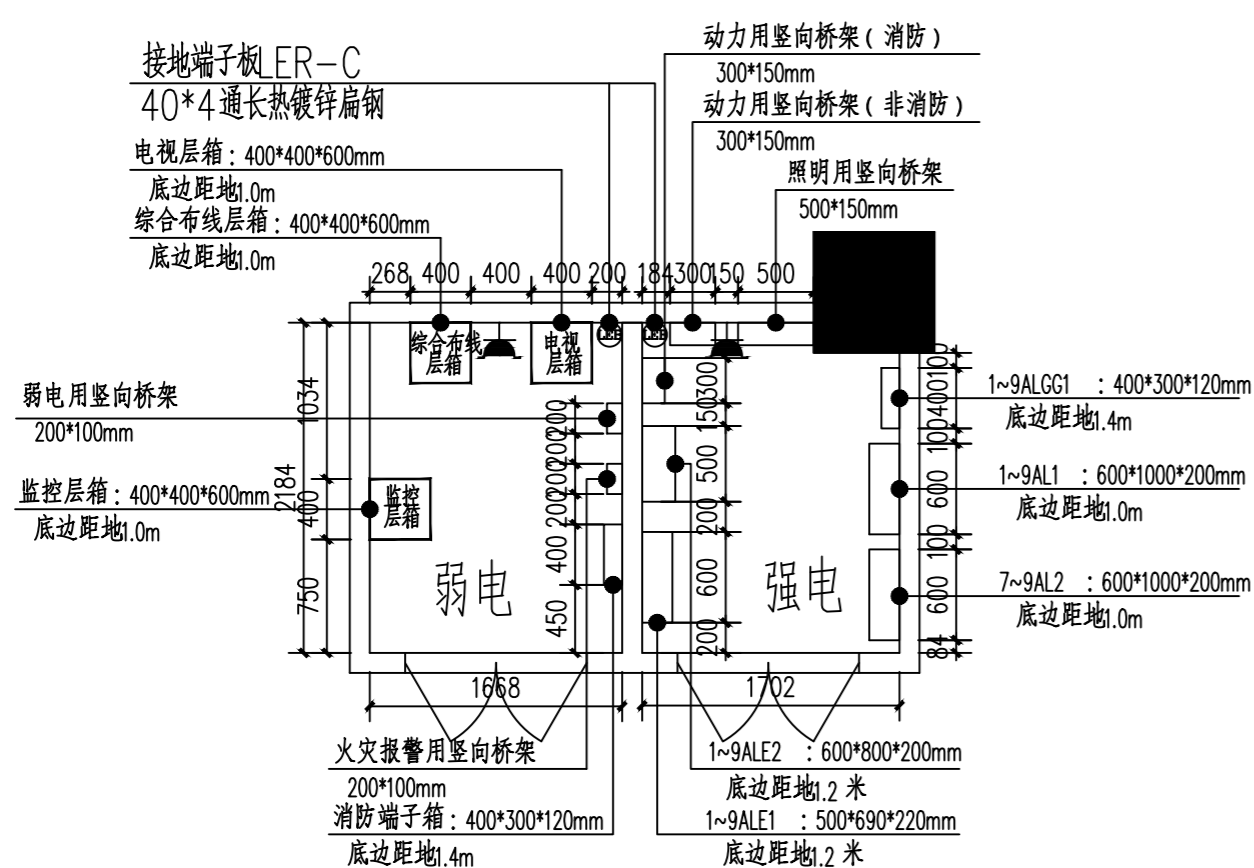 接地端子板LER-C
40*4通长热镀锌扁钢
电视层箱：400*400*600mm
底边距地1.0m
综合布线层箱：400*400*600mm
底边距地1.0m
动力用竖向桥架（消防）
300*150mm
动力用竖向桥架（非消防）
300*150mm
照明用竖向桥架
500*150mm
268 400 400 400 200 184 300 150 500
综合布线
层箱
电视
层箱
LEB
LEB
弱电用竖向桥架
200*100mm
监控层箱：400*400*600mm
底边距地1.0m
监控
层箱
2184
1034
400
750
200
200
200
200
200
400
450
300
150
500
200
600
200
100
400
100
600
100
600
84
弱电
强电
1~9ALGG1 ：400*300*120mm
底边距地1.4m
1~9AL1 ：600*1000*200mm
底边距地1.0m
7~9AL2 ：600*1000*200mm
底边距地1.0m
1668
1702
火灾报警用竖向桥架
200*100mm
消防端子箱：400*300*120mm
底边距地1.4m
1~9ALE2 ：600*800*200mm
底边距地1.2 米
1~9ALE1 ：500*690*220mm
底边距地1.2 米